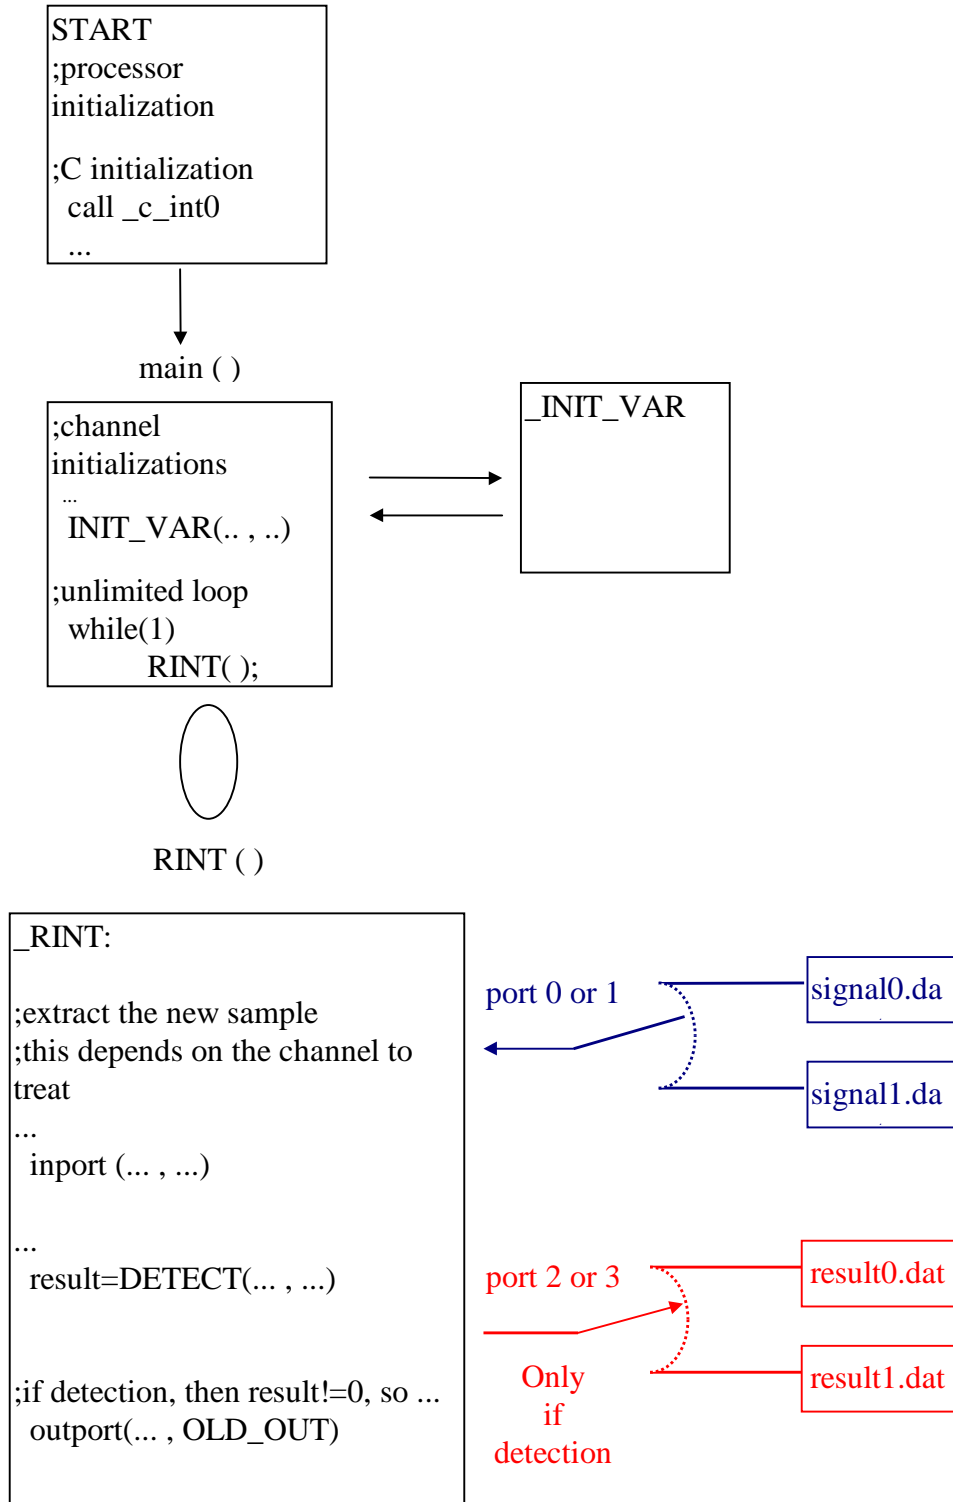 START
;processor
initialization
;C initialization
call _c_int0
...
main ( )
;channel
initializations
...
INIT_VAR(.. , ..)
;unlimited loop
while(1)
RINT( );
_INIT_VAR
RINT ( )
_RINT:
;extract the new sample
;this depends on the channel to
treat
...
inport (... , ...)
...
result=DETECT(... , ...)
;if detection, then result!=0, so ...
outport(... , OLD_OUT)
port 0 or 1
signal0.da
signal1.da
port 2 or 3
result0.dat
result1.dat
Only
if
detection